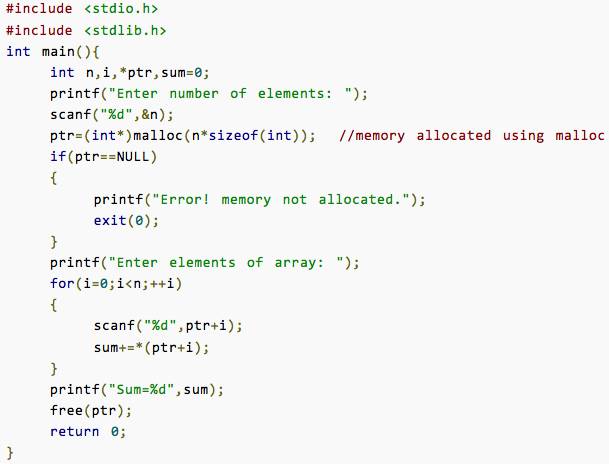 #include <stdio.h>
#include <stdlib.h>
int main(){
int n,i,*ptr,sum=0;
printf("Enter number of elements: ");
scanf("%d",&n);
ptr=(int*)malloc(n*sizeof(int)); //memory allocated using malloc
if(ptr==NULL)
{
printf("Error! memory not allocated.");
exit(0);
}
printf("Enter elements of array: ");
for(i=0;i<n;++i)
{
scanf("%d",ptr+i);
sum+=*(ptr+i);
}
printf("Sum=%d",sum);
free(ptr);
return 0;
}